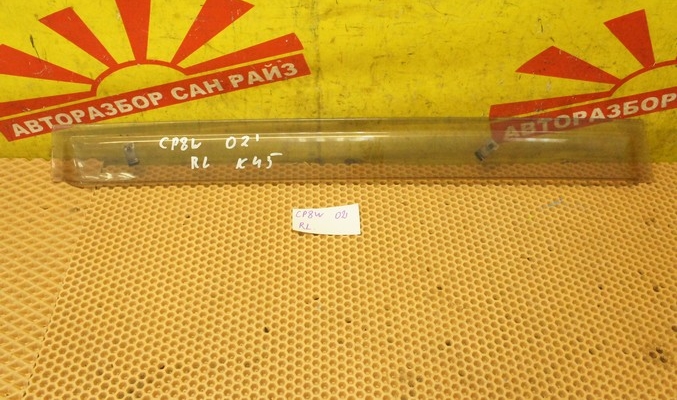 АВТОРАЗБОР САН РАЙЗ
АВТОРАЗБОР
CP8W 02'
RL K45
CP8W 02
RL